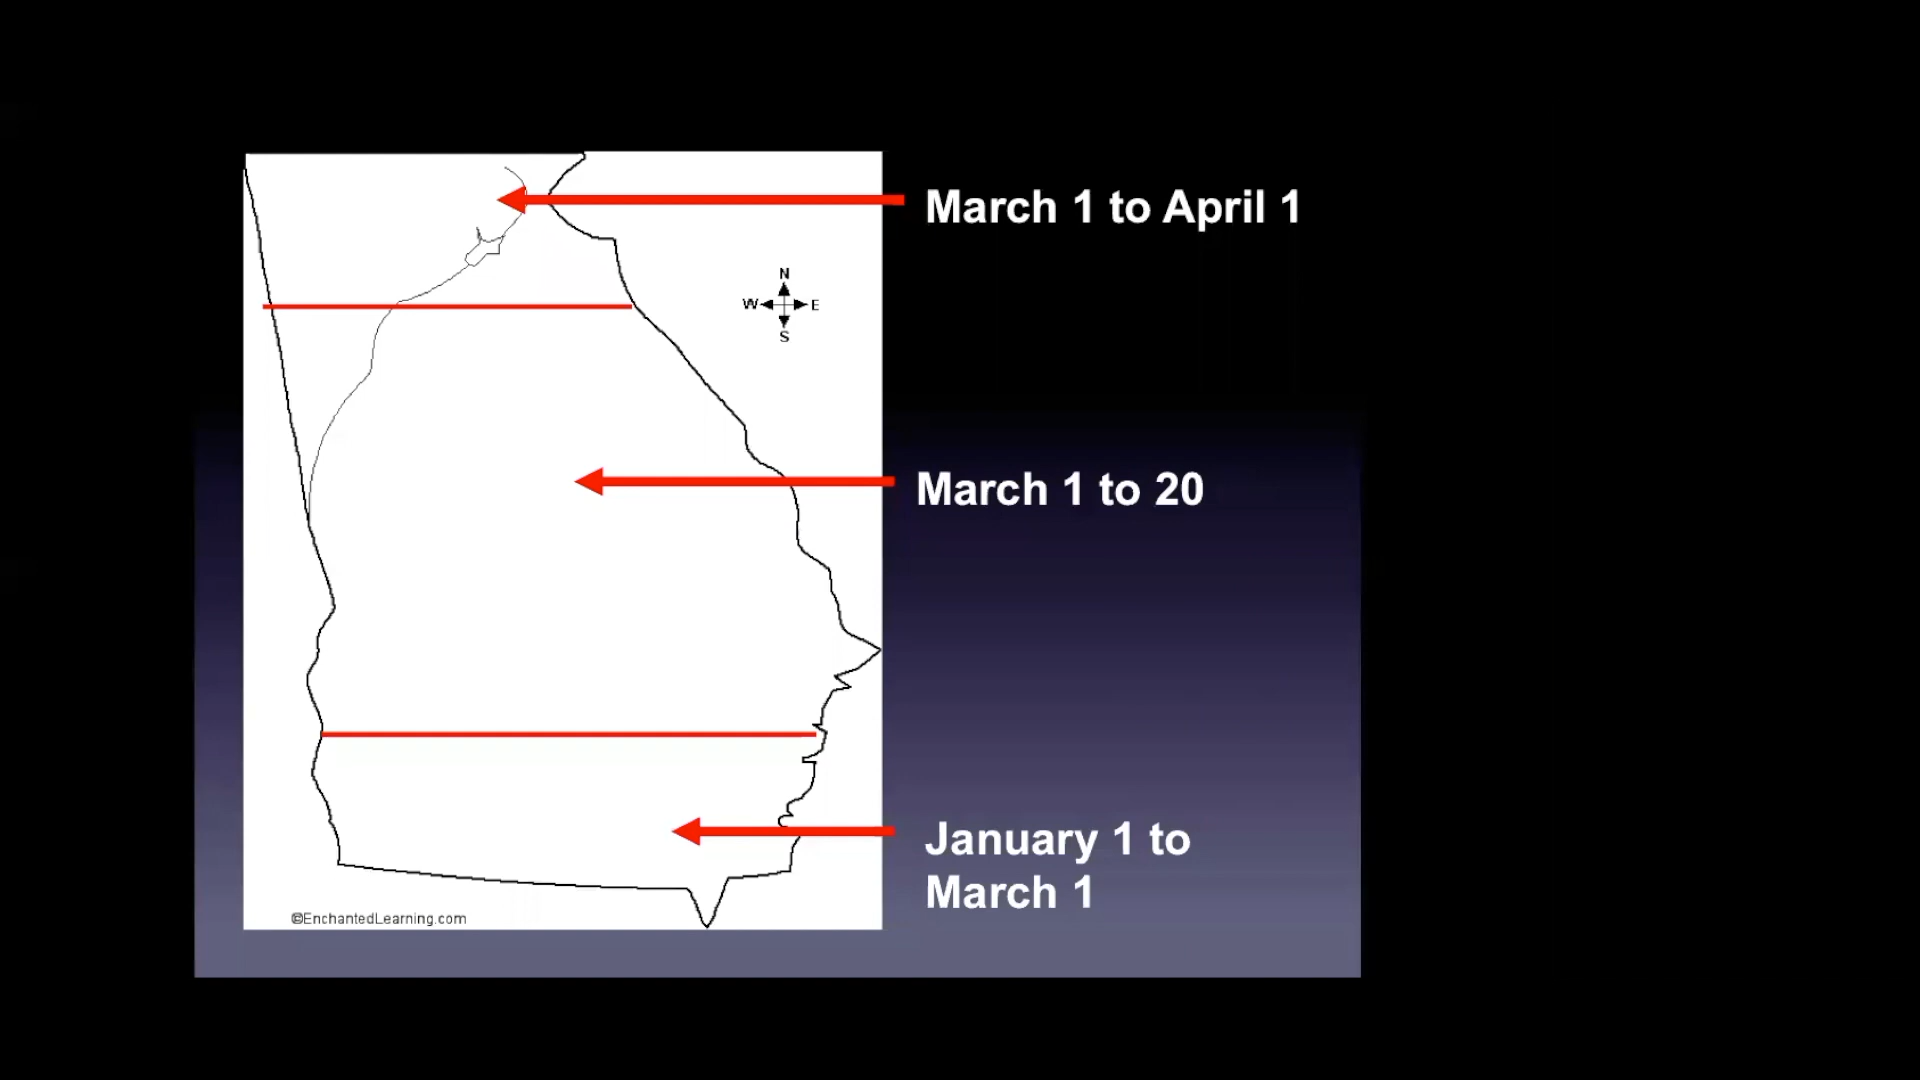 March 1 to April 1
N
W E
S
March 1 to 20
January 1 to
March 1
©EnchantedLearning.com